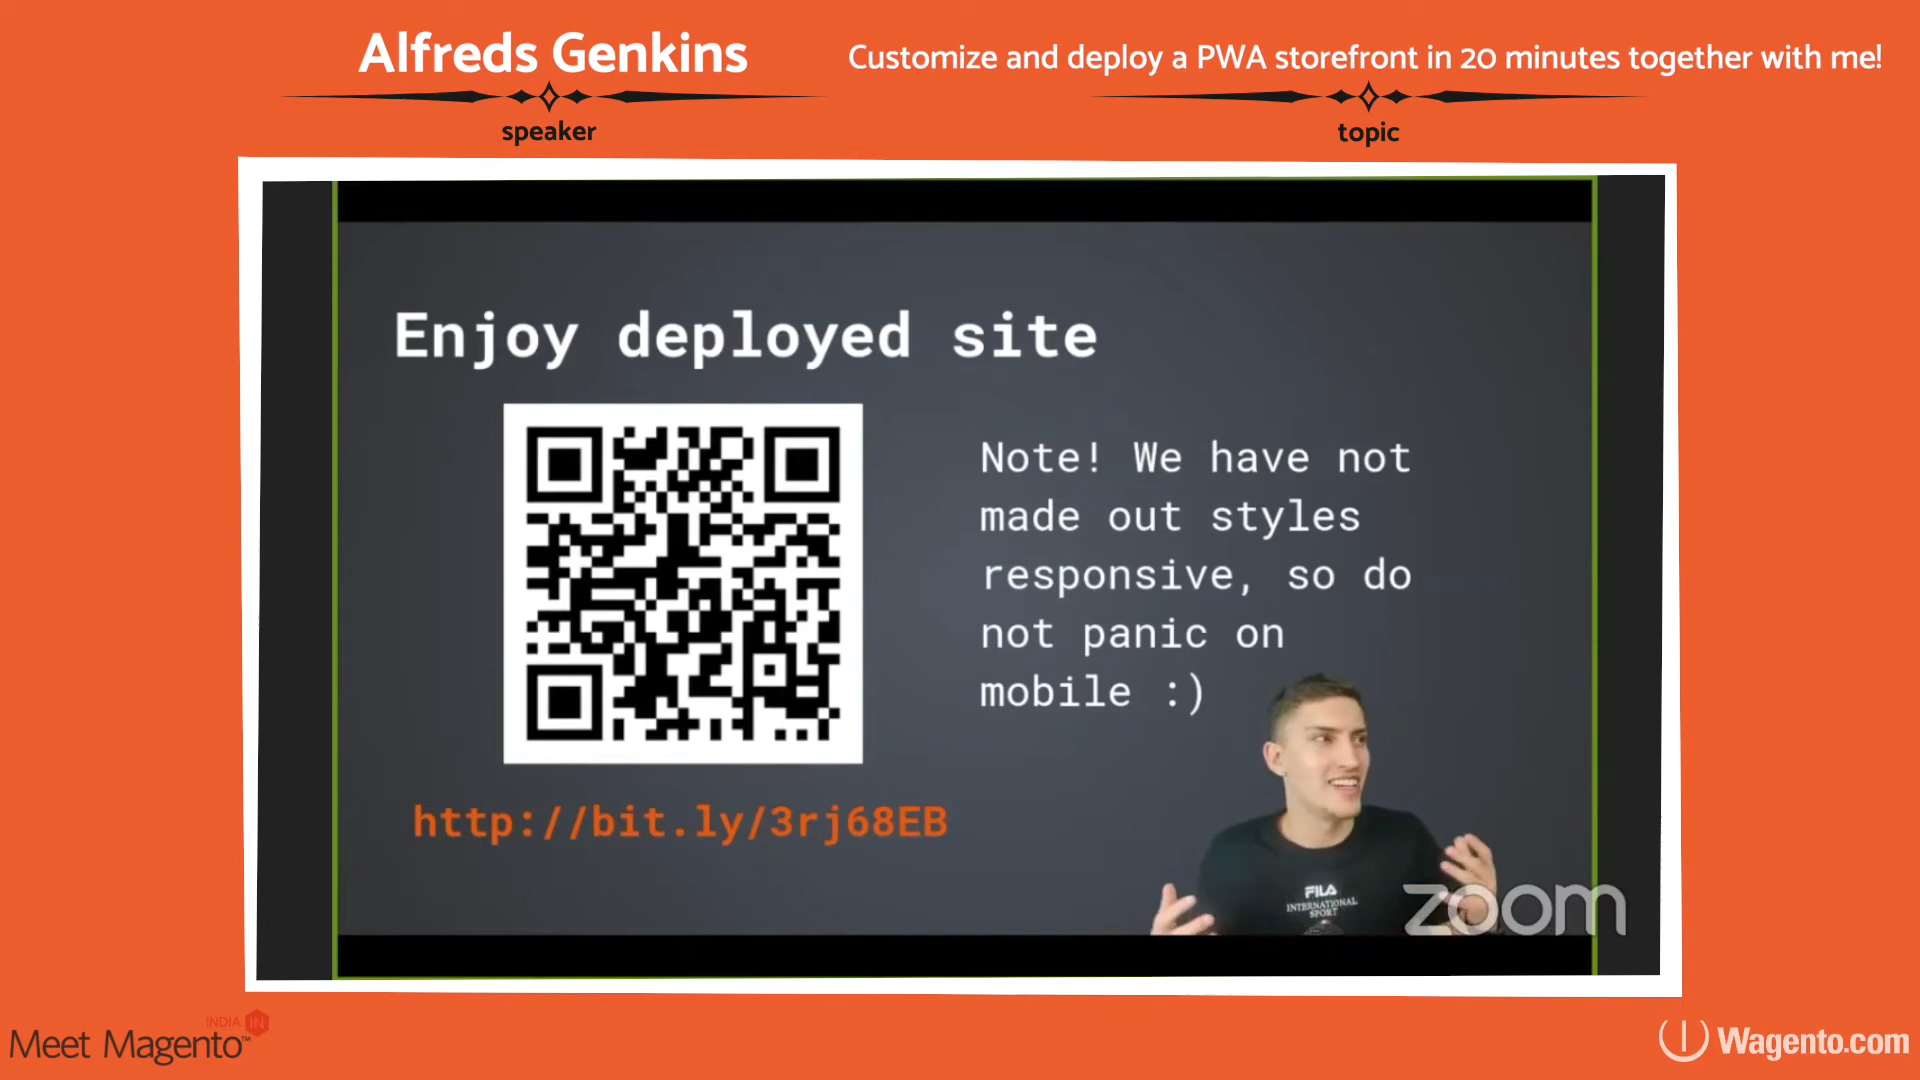 Alfreds Genkins
speaker
Customize and deploy a PWA storefront in 20 minutes together with me!
topic
Enjoy deployed site
Note! We have not
made out styles
responsive, so do
not panic on
mobile :)
http://bit.ly/3rj68EB
FILA
INTERNATIONAL
SPORT
zoom
INDIA IN
Meet Magento™
Wagento.com